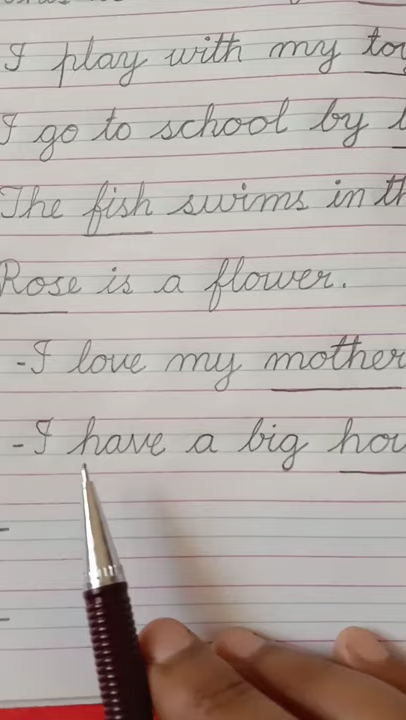 I play with my
I go to school by
The fish swims in
Rose is a flower.
-I love my mother
-I have a big